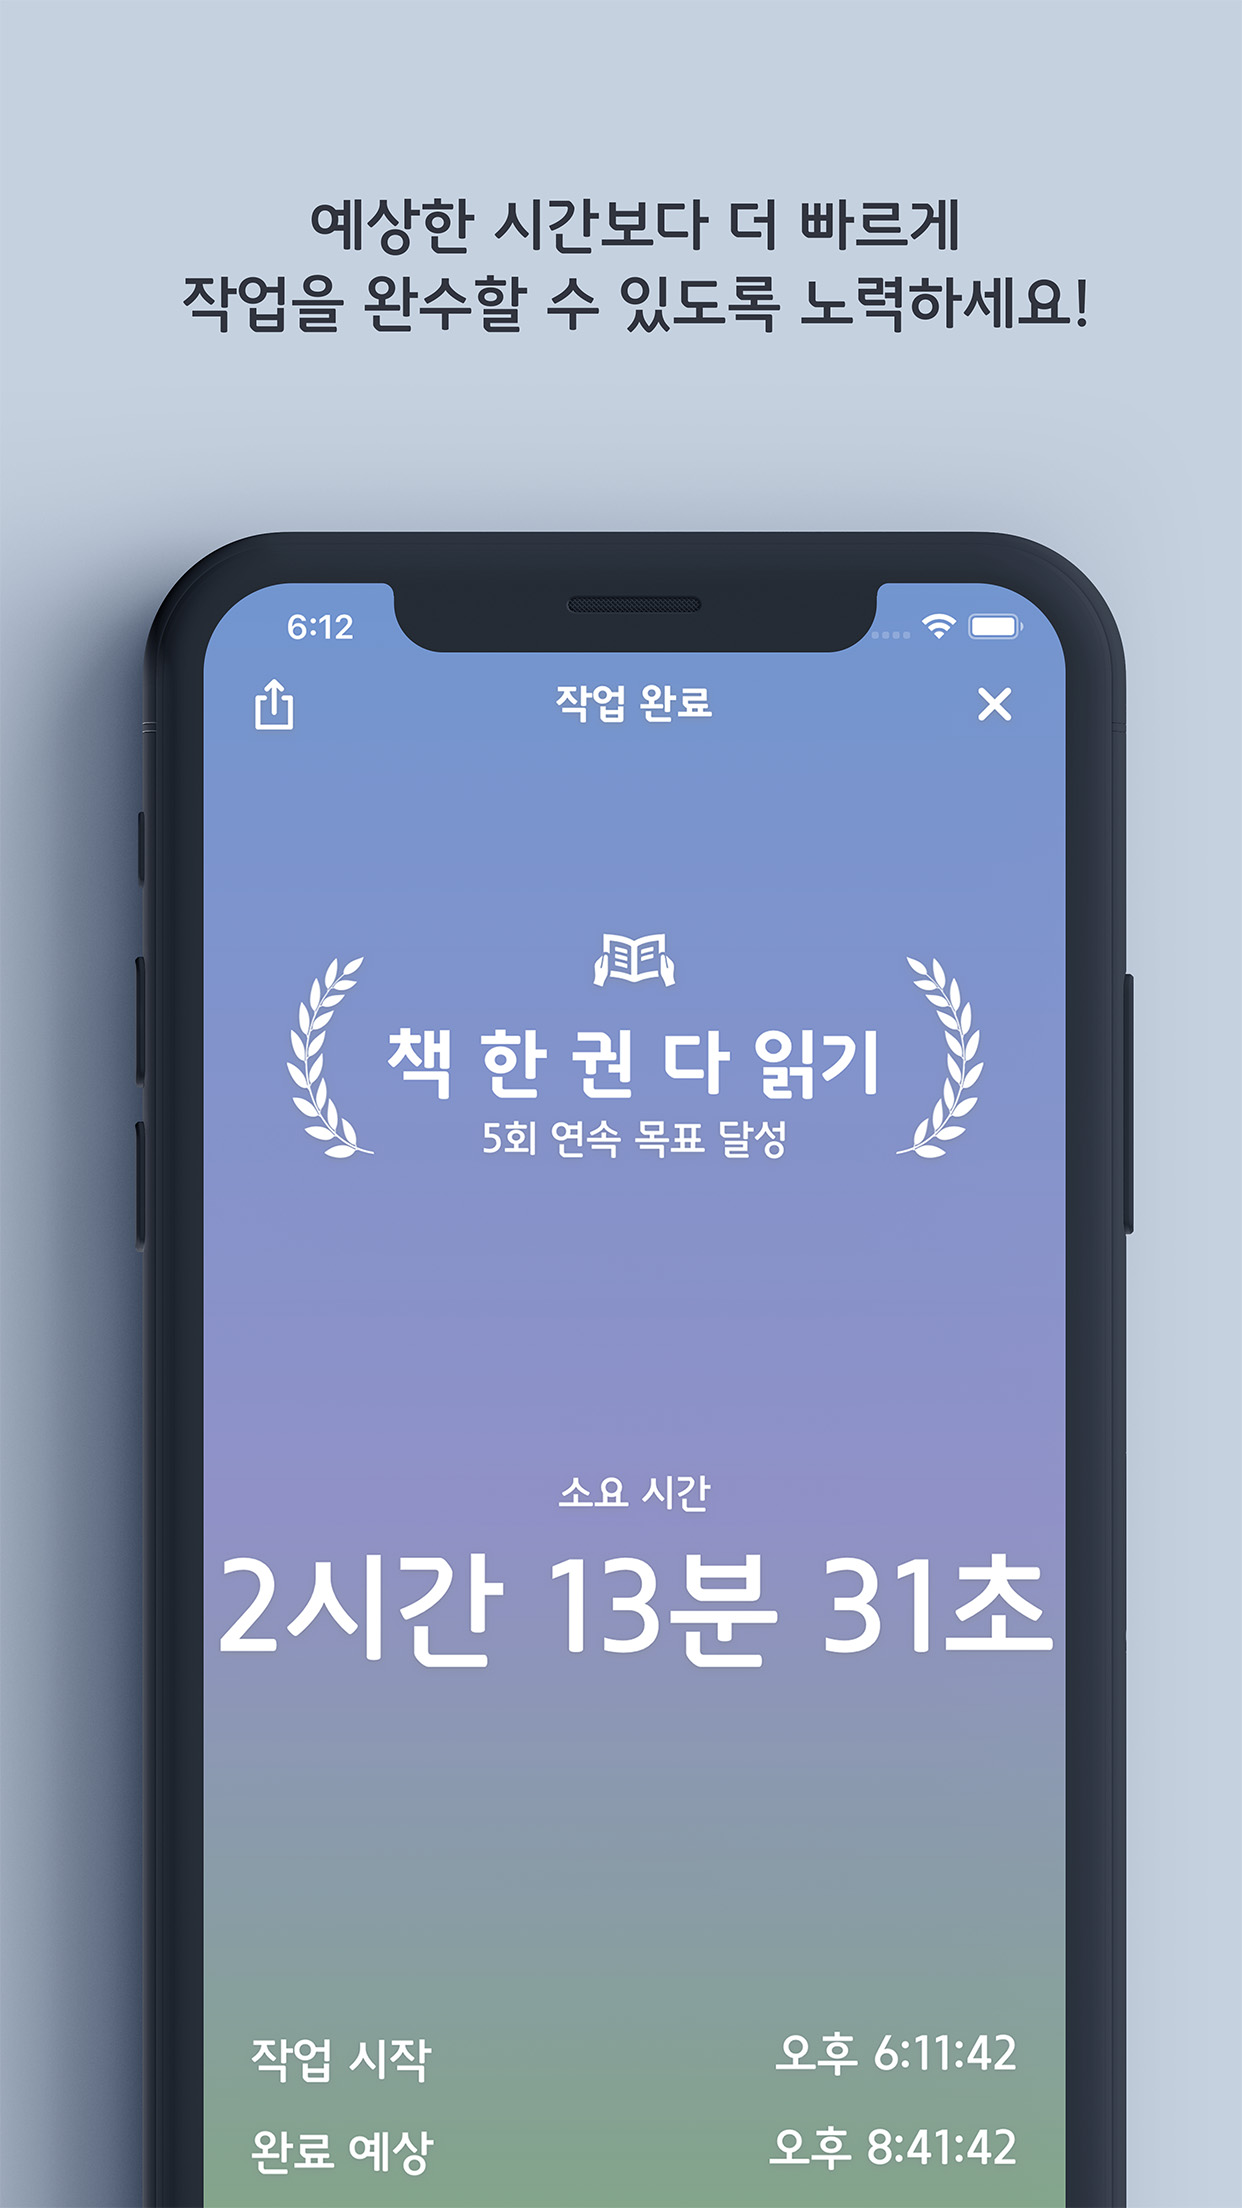 예상한 시간보다 더 빠르게
작업을 완수할 수 있도록 노력하세요!
6:12
작업 완료
책 한 권 다 읽기
5회 연속 목표 달성
소요 시간
2시간 13분 31초
작업 시작 오후 6:11:42
완료 예상 오후 8:41:42